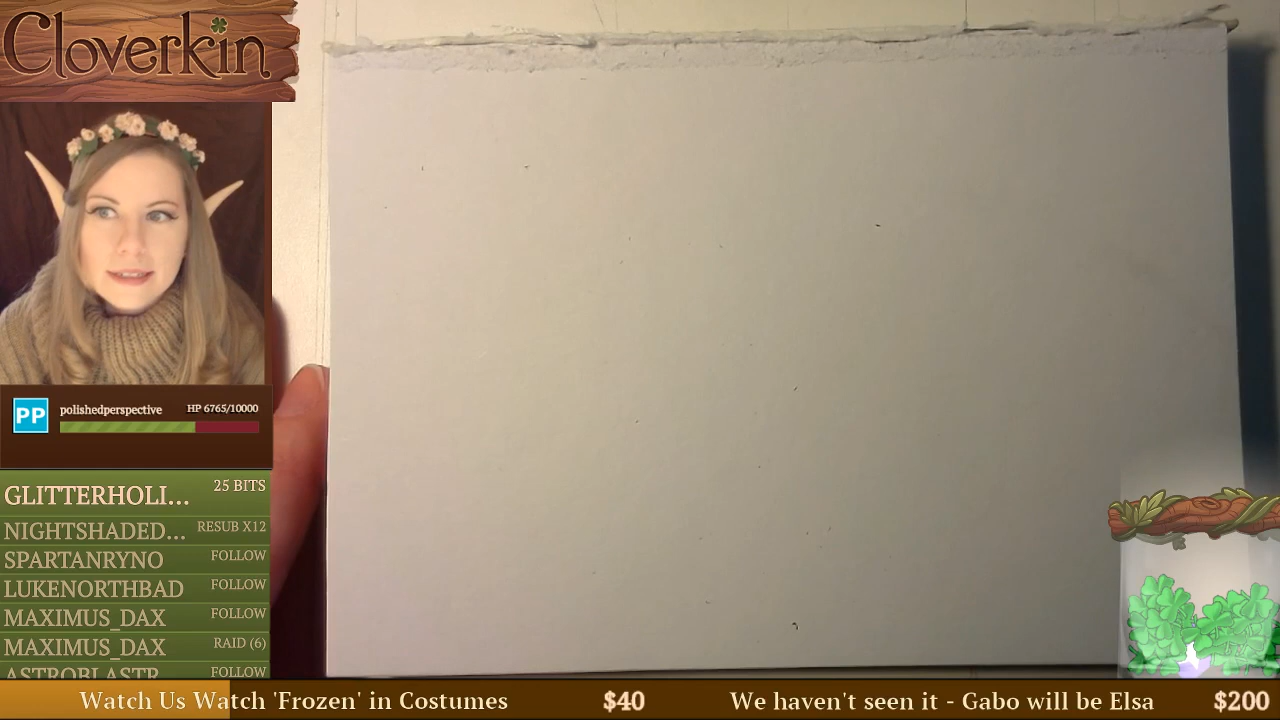 Cloverkin
PP
polishedperspective
HP 6765/10000
GLITTERHOLI... 25 BITS
NIGHTSHADED... RESUB X12
SPARTANRYNO FOLLOW
LUKENORTHBAD FOLLOW
MAXIMUS_DAX FOLLOW
MAXIMUS_DAX RAID (6)
ASTROBLASTR FOLLOW
Watch Us Watch 'Frozen' in Costumes $40 We haven't seen it - Gabo will be Elsa $200